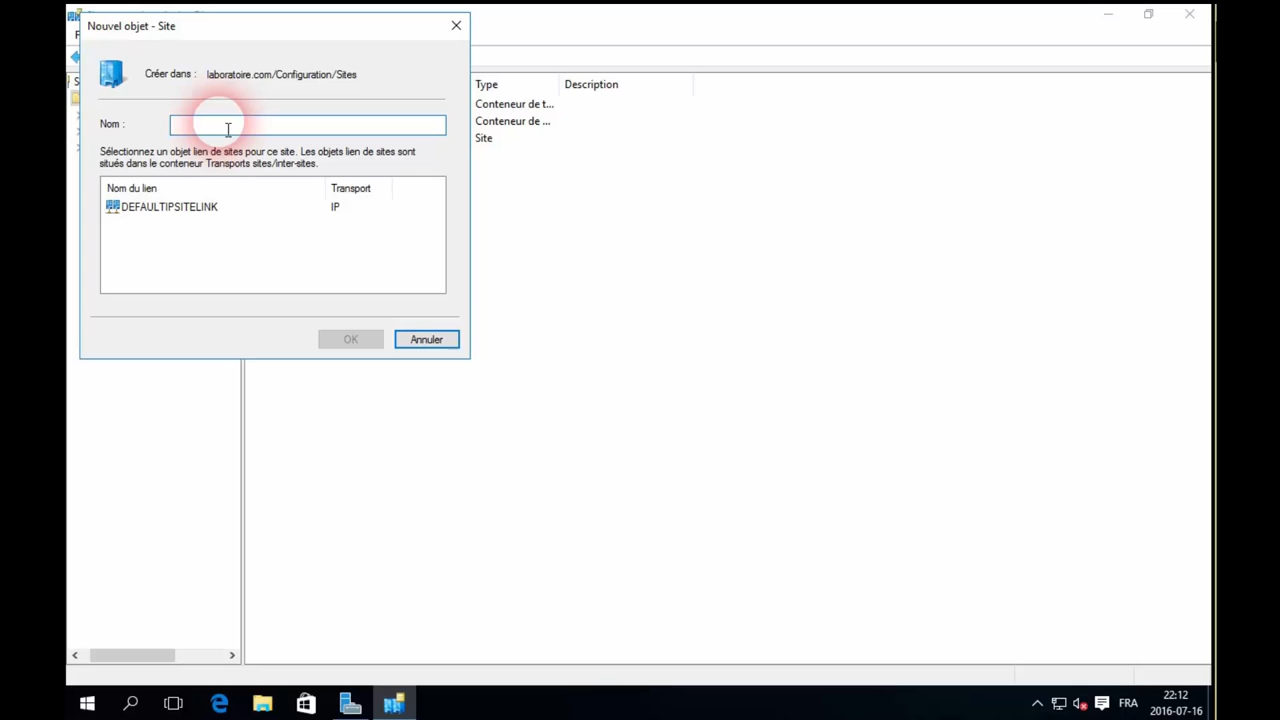 Nouvel objet - Site
Créer dans : laboratoire.com/Configuration/Sites
Nom :
Sélectionnez un objet lien de sites pour ce site. Les objets lien de sites sont
situés dans le conteneur Transports sites/inter-sites.
Nom du lien Transport
DEFAULTIPSITELINK IP
OK Annuler
Type Description
Conteneur de t...
Conteneur de ...
Site
FRA
22:12
2016-07-16